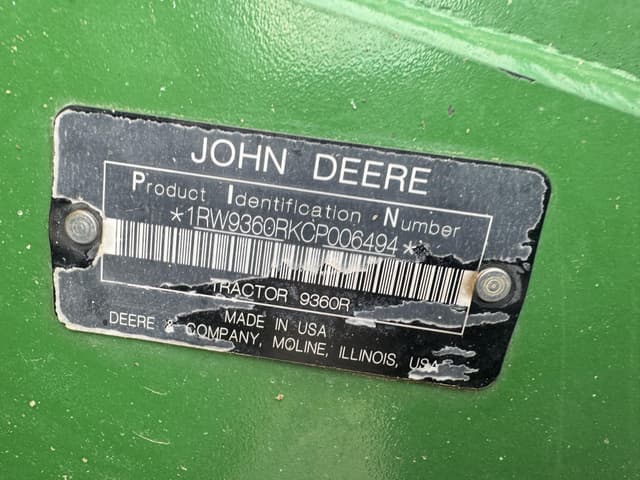 JOHN DEERE
Product Identification Number
*1RW9360RKCP006494*
TRACTOR 9360R
MADE IN USA
DEERE & COMPANY, MOLINE, ILLINOIS, USA